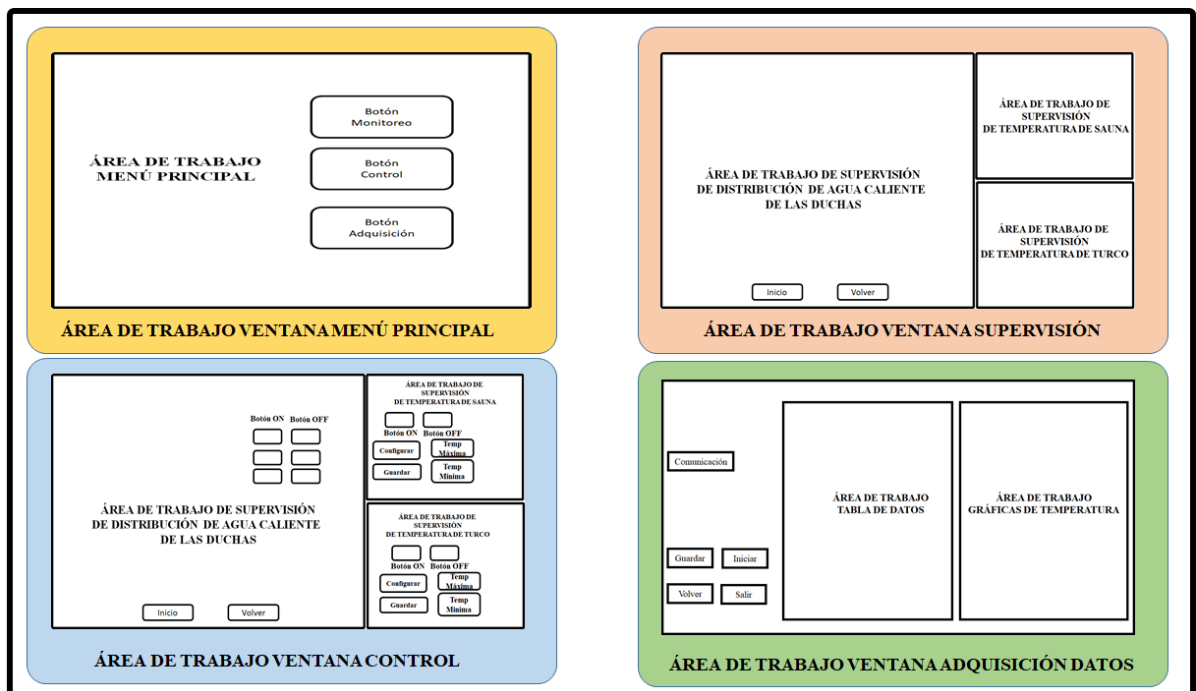 Botón
Monitoreo
ÁREA DE TRABAJO
MENÚ PRINCIPAL
Botón
Control
Botón
Adquisición
ÁREA DE TRABAJO VENTANA MENÚ PRINCIPAL
ÁREA DE TRABAJO DE SUPERVISIÓN
DE DISTRIBUCIÓN DE AGUA CALIENTE
DE LAS DUCHAS
Inicio
Volver
ÁREA DE TRABAJO DE
SUPERVISIÓN
DE TEMPERATURA DE SAUNA
ÁREA DE TRABAJO DE
SUPERVISIÓN
DE TEMPERATURA DE TURCO
ÁREA DE TRABAJO VENTANA SUPERVISIÓN
Botón ON Botón OFF
ÁREA DE TRABAJO DE SUPERVISIÓN
DE DISTRIBUCIÓN DE AGUA CALIENTE
DE LAS DUCHAS
Inicio
Volver
ÁREA DE TRABAJO DE
SUPERVISIÓN
DE TEMPERATURA DE SAUNA
Botón ON Botón OFF
Configurar
Temp
Máxima
Guardar
Temp
Minima
ÁREA DE TRABAJO DE
SUPERVISIÓN
DE TEMPERATURA DE TURCO
Botón ON Botón OFF
Configurar
Temp
Máxima
Guardar
Temp
Minima
ÁREA DE TRABAJO VENTANA CONTROL
Comunicación
Guardar
Iniciar
Volver
Salir
ÁREA DE TRABAJO
TABLA DE DATOS
ÁREA DE TRABAJO
GRÁFICAS DE TEMPERATURA
ÁREA DE TRABAJO VENTANA ADQUISICIÓN DATOS